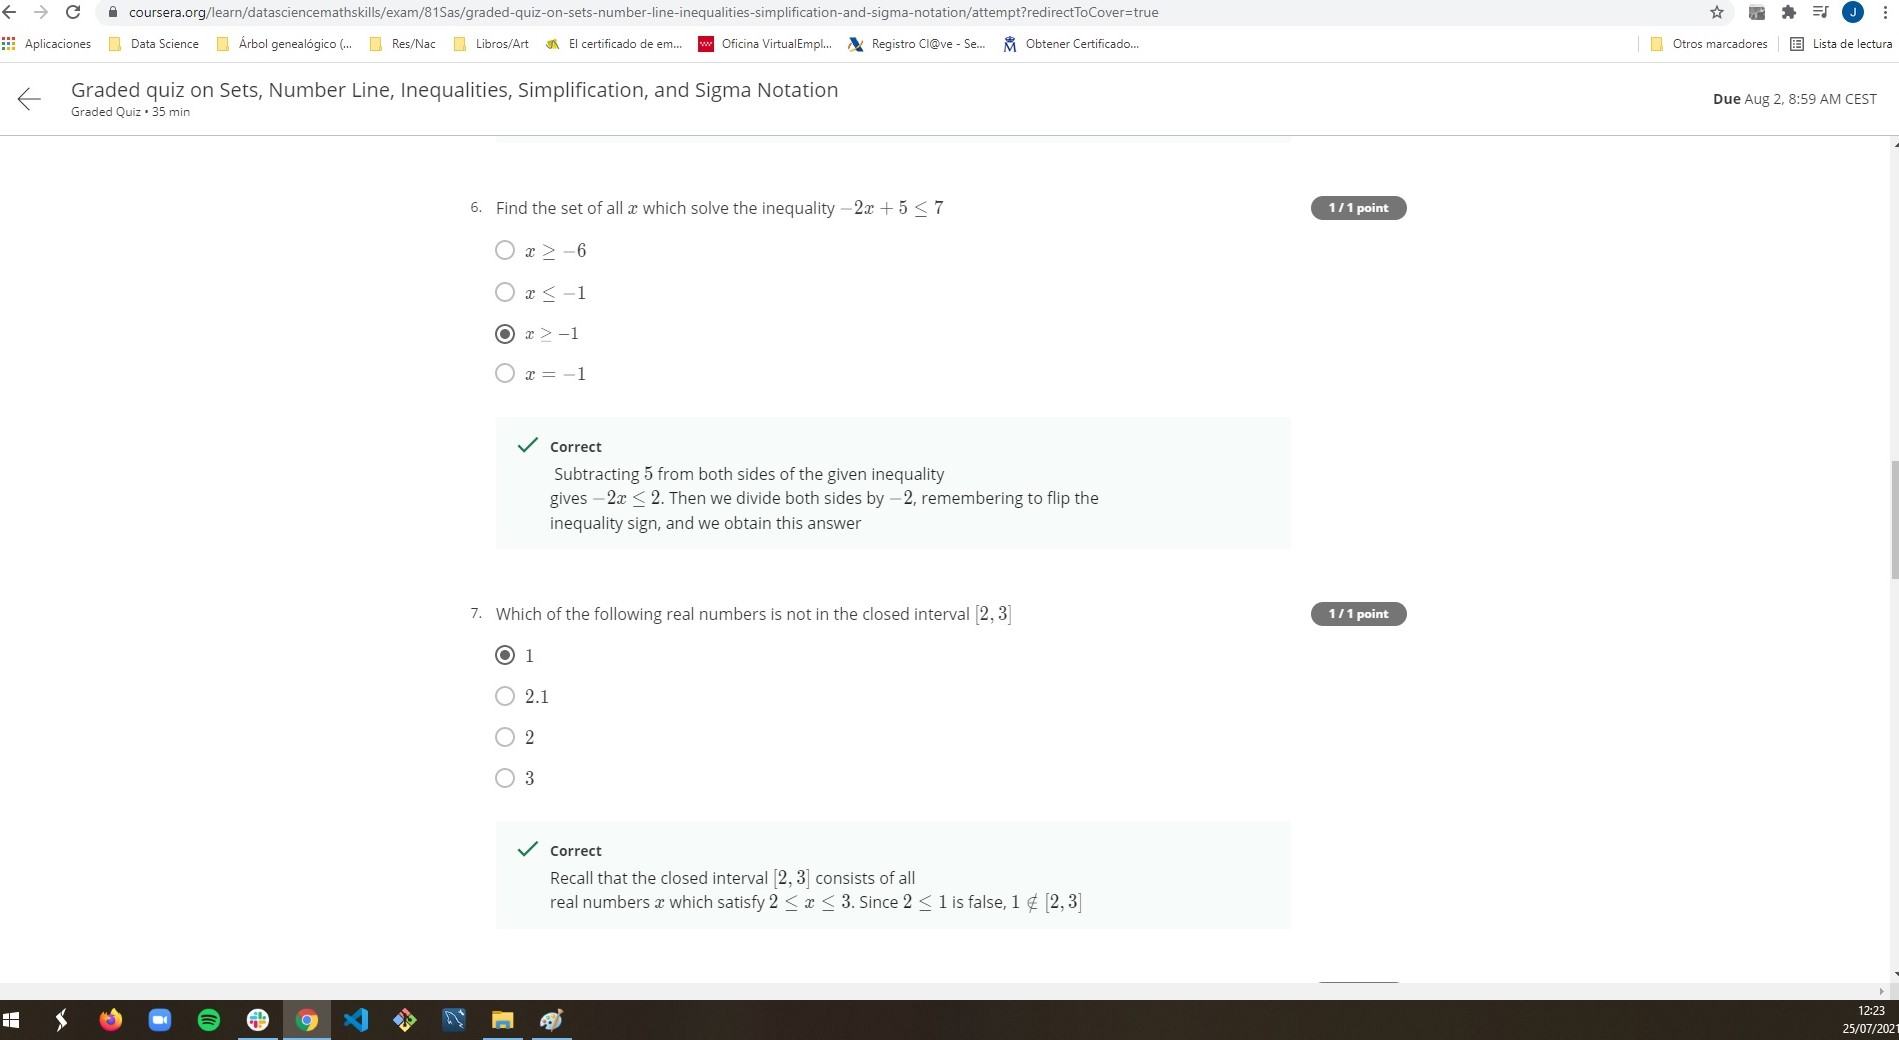 coursera.org/learn/datasciencemathskills/exam/81Sas/graded-quiz-on-sets-number-line-inequalities-simplification-and-sigma-notation/attempt?redirectToCover=true
J
Aplicaciones Data Science Árbol genealógico (... Res/Nac Libros/Art El certificado de em... Oficina VirtualEmpl... Registro Cl@ve - Se... Obtener Certificado... Otros marcadores Lista de lectura
Graded quiz on Sets, Number Line, Inequalities, Simplification, and Sigma Notation
Graded Quiz • 35 min
Due Aug 2, 8:59 AM CEST
6. Find the set of all x which solve the inequality −2x + 5 ≤ 7
1 / 1 point
x ≥ −6
x ≤ −1
x ≥ −1
x = −1
Correct
Subtracting 5 from both sides of the given inequality
gives −2x ≤ 2. Then we divide both sides by −2, remembering to flip the
inequality sign, and we obtain this answer
7. Which of the following real numbers is not in the closed interval [2, 3]
1 / 1 point
1
2.1
2
3
Correct
Recall that the closed interval [2, 3] consists of all
real numbers x which satisfy 2 ≤ x ≤ 3. Since 2 ≤ 1 is false, 1 ∉ [2, 3]
12:23
25/07/2021